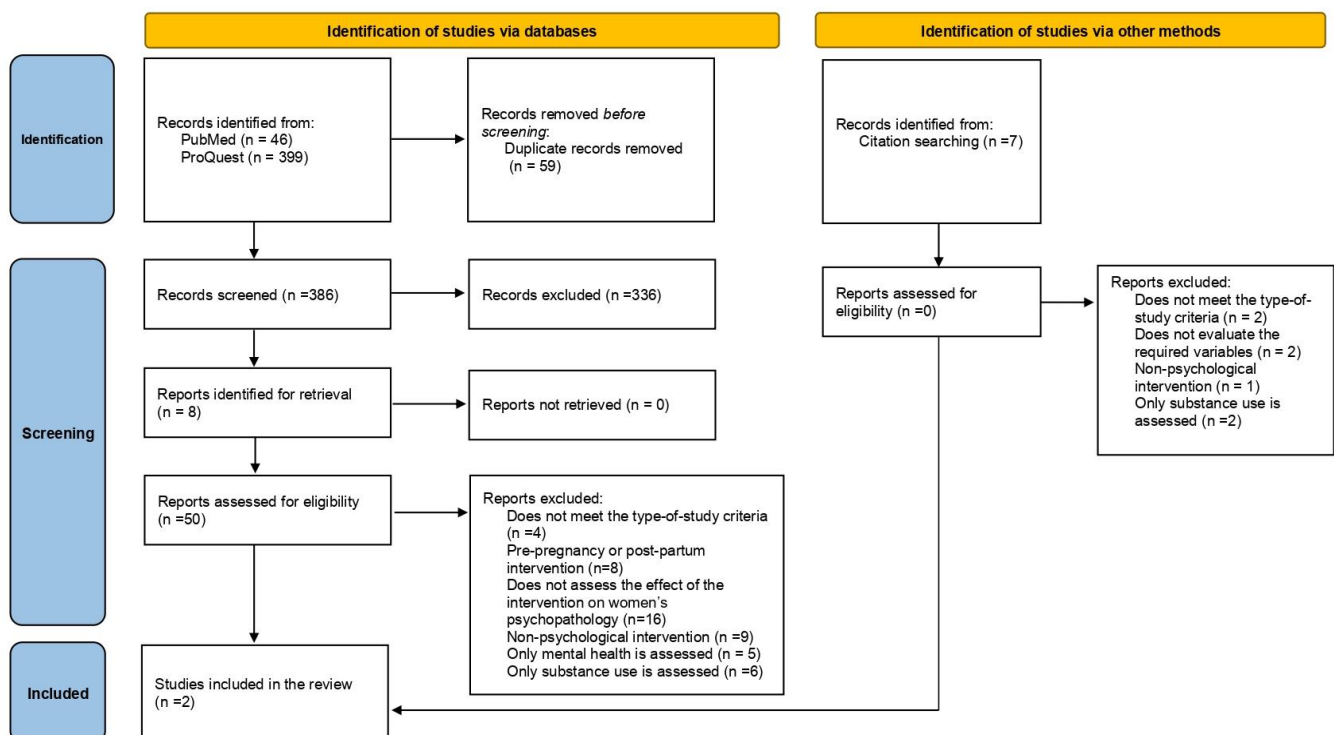 Identification of studies via databases
Identification of studies via other methods
Identification
Records identified from:
PubMed (n = 46)
ProQuest (n = 399)
Records removed before
screening:
Duplicate records removed
(n = 59)
Records identified from:
Citation searching (n =7)
Screening
Records screened (n =386)
Records excluded (n =336)
Reports assessed for
eligibility (n =0)
Reports excluded:
Does not meet the type-of-
study criteria (n = 2)
Does not evaluate the
required variables (n = 2)
Non-psychological
intervention (n = 1)
Only substance use is
assessed (n =2)
Reports identified for retrieval
(n = 8)
Reports not retrieved (n = 0)
Reports assessed for eligibility
(n =50)
Reports excluded:
Does not meet the type-of-study criteria
(n =4)
Pre-pregnancy or post-partum
intervention (n=8)
Does not assess the effect of the
intervention on women's
psychopathology (n=16)
Non-psychological intervention (n =9)
Only mental health is assessed (n = 5)
Only substance use is assessed (n =6)
Included
Studies included in the review
(n =2)